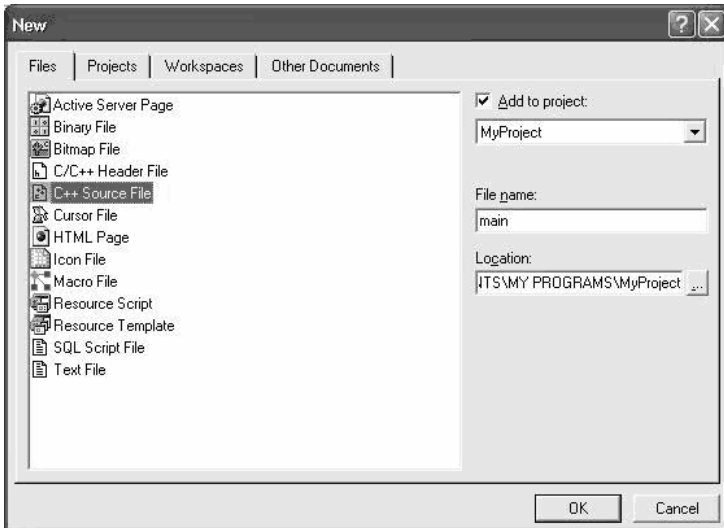 New
Files Projects Workspaces Other Documents
Active Server Page
Binary File
Bitmap File
C/C++ Header File
C++ Source File
Cursor File
HTML Page
Icon File
Macro File
Resource Script
Resource Template
SQL Script File
Text File
Add to project:
MyProject
File name:
main
Location:
ITS\MY PROGRAMS\MyProject
...
OK Cancel